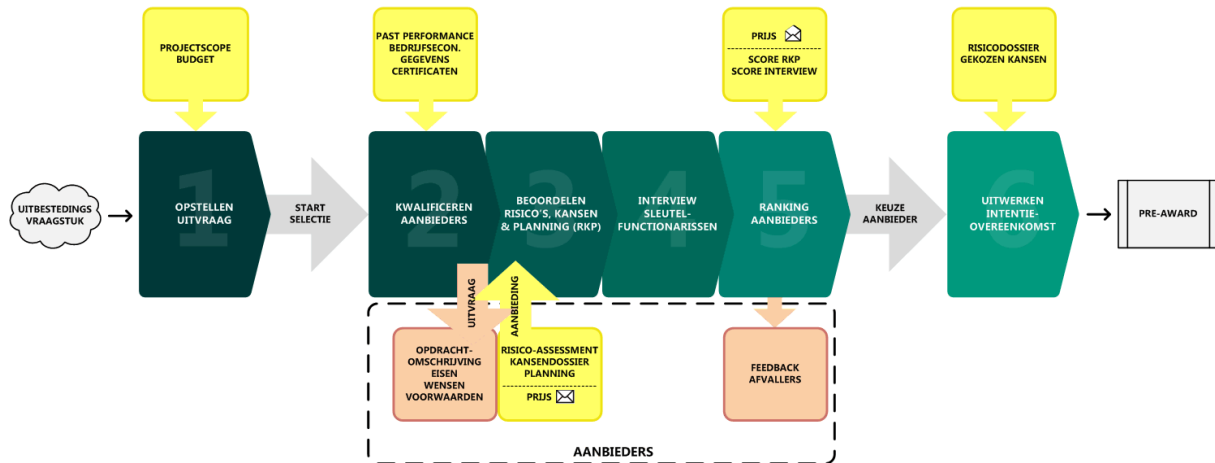 PROJECTSCOPE
BUDGET
PAST PERFORMANCE
BEDRIJFSECON.
GEGEVENS
CERTIFICATEN
PRIJS
SCORE RKP
SCORE INTERVIEW
RISICODOSSIER
GEKOZEN KANSEN
UITBESTEDINGS
VRAAGSTUK
1
OPSTELLEN
UITVRAAG
START
SELECTIE
2
KWALIFICEREN
AANBIEDERS
3
BEOORDELEN
RISICO'S, KANSEN
& PLANNING (RKP)
4
INTERVIEW
SLEUTEL-
FUNCTIONARISSEN
5
RANKING
AANBIEDERS
KEUZE
AANBIEDER
6
UITWERKEN
INTENTIE-
OVEREENKOMST
PRE-AWARD
UITVRAAG
AANBIEDING
OPDRACHT-
OMSCHRIJVING
EISEN
WENSEN
VOORWAARDEN
RISICO-ASSESSMENT
KANSENDOSSIER
PLANNING
PRIJS
FEEDBACK
AFVALLERS
AANBIEDERS